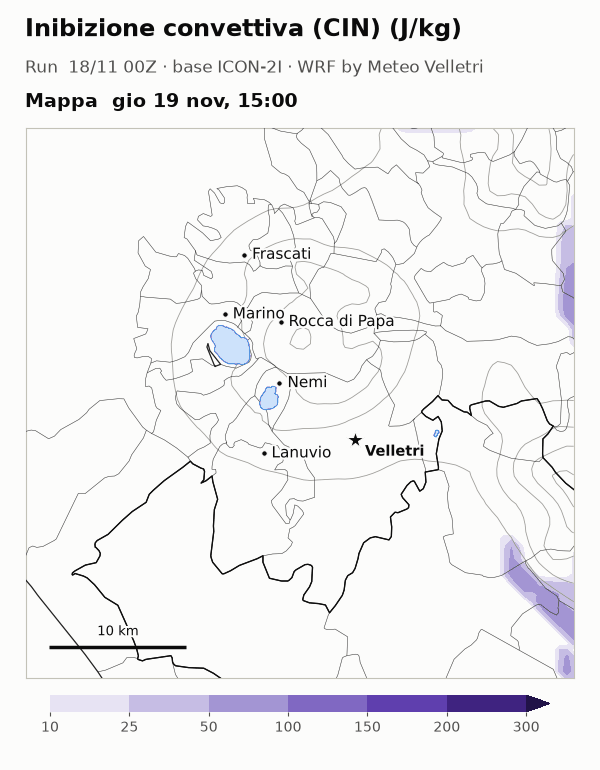 Inibizione convettiva (CIN) (J/kg)
Run  18/11 00Z · base ICON-2I · WRF by Meteo Velletri
Mappa  gio 19 nov, 15:00
Frascati
Marino
Rocca di Papa
Nemi
Velletri
Lanuvio
10 km
10 25 50 100 150 200 300